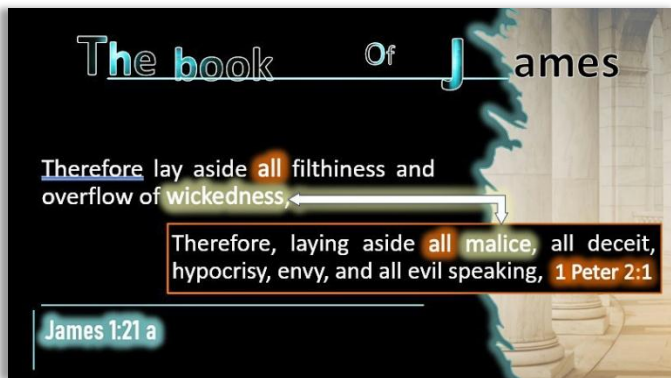 The book Of James
Therefore lay aside all filthiness and
overflow of wickedness,
Therefore, laying aside all malice, all deceit,
hypocrisy, envy, and all evil speaking, 1 Peter 2:1
James 1:21 a